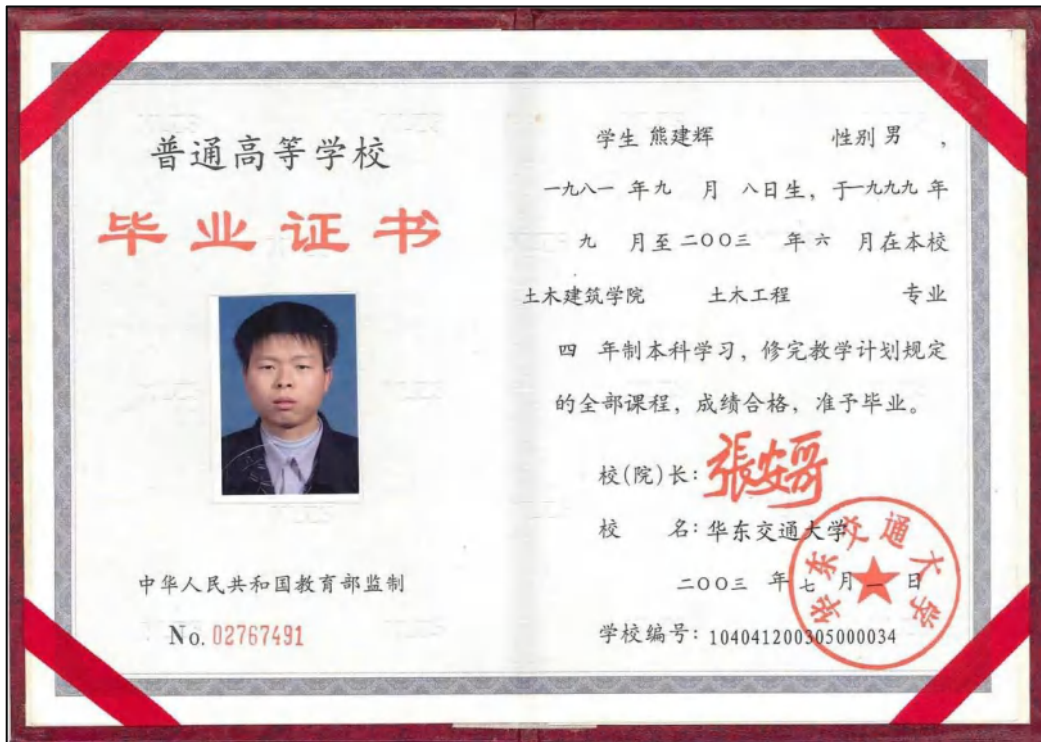 普通高等学校
毕业证书
中华人民共和国教育部监制
No. 02767491
学生 熊建辉 性别 男 ，
一九八一 年 九 月 八日生，于一九九九 年
九 月至 二〇〇三 年 六 月在本校
土木建筑学院 土木工程 专业
四 年制本科学习，修完教学计划规定
的全部课程，成绩合格，准予毕业。
校(院)长：
校 名：华东交通大学
二〇〇三 年 七 月 一 日
学校编号：104041200305000034
华东交通大学